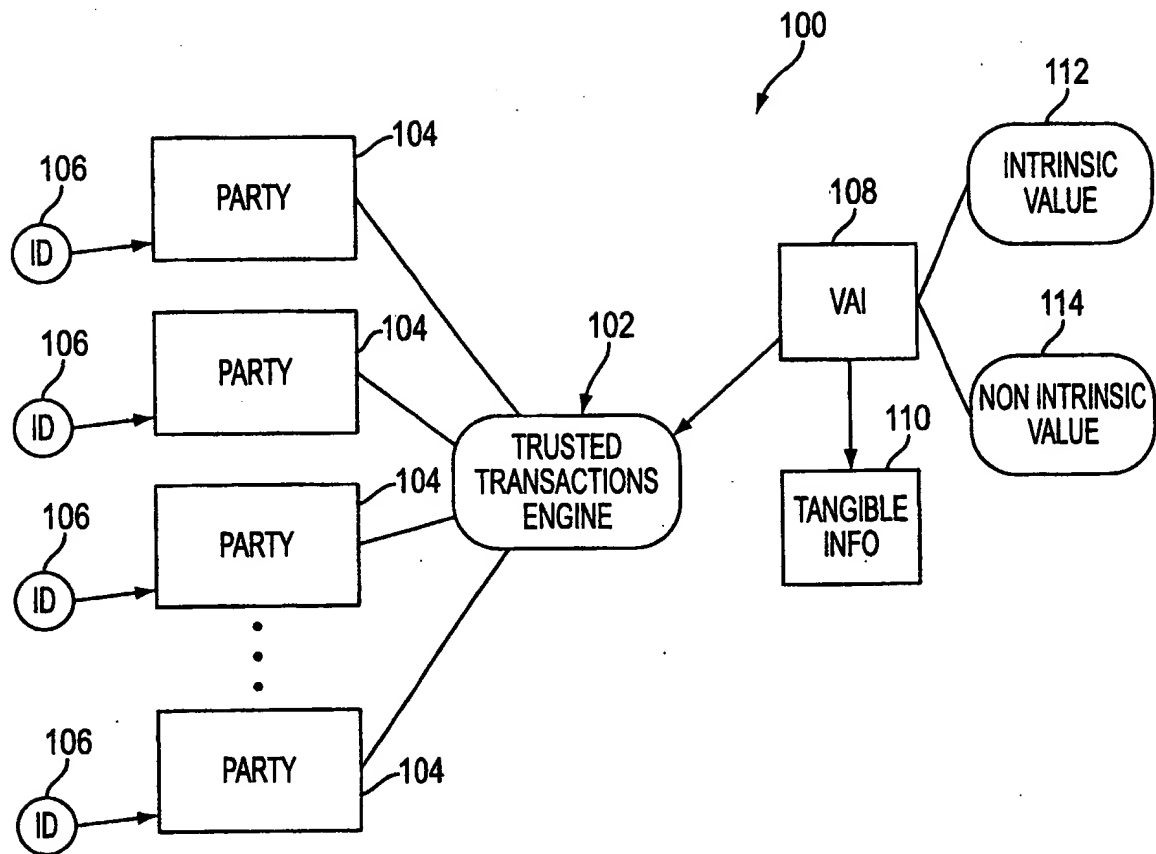 100
112
INTRINSIC
VALUE
104
106
PARTY
ID
108
VAI
114
NON INTRINSIC
VALUE
104
106
PARTY
ID
102
TRUSTED
TRANSACTIONS
ENGINE
110
TANGIBLE
INFO
104
106
PARTY
ID
106
PARTY
104
ID